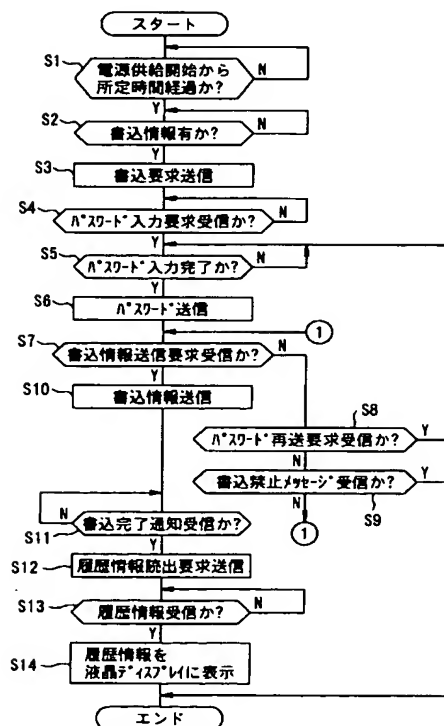 スタート
S1
電源供給開始から
所定時間経過か?
N
Y
S2
書込情報有か?
N
Y
S3
書込要求送信
S4
パスワード入力要求受信か?
N
Y
S5
パスワード入力完了か?
N
Y
S6
パスワード送信
1
S7
書込情報送信要求受信か?
N
Y
S10
書込情報送信
S8
パスワード再送要求受信か?
Y
N
書込禁止メッセージ受信か?
Y
S9
N
1
N
書込完了通知受信か?
S11
Y
S12
履歴情報読出要求送信
S13
履歴情報受信か?
N
Y
S14
履歴情報を
液晶ディスプレイに表示
エンド